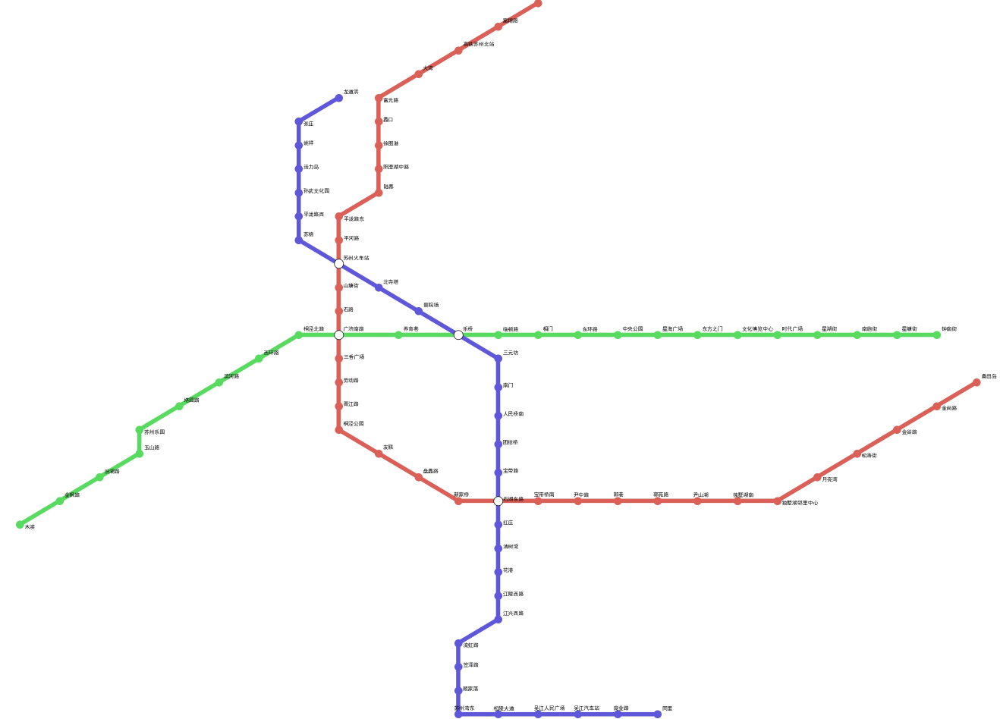 富翔路
高铁苏州北站
大湾
富元路
蠡口
徐图港
阳澄湖中路
陆慕
平泷路东
平河路
苏州火车站
山塘街
石路
广济南路
三香广场
劳动路
胥江路
桐泾公园
友联
盘蠡路
新家桥
石湖东路
宝带桥南
尹中路
郭巷
郭苑路
尹山湖
独墅湖南
独墅湖邻里中心
月亮湾
松涛街
金谷路
金尚路
桑田岛
龙道浜
张庄
姚祥
活力岛
孙武文化园
平泷路西
苏锦
北寺塔
察院场
乐桥
三元坊
南门
人民桥南
团结桥
宝带路
红庄
清树湾
花港
江陵西路
江兴西路
流虹路
笠泽路
顾家荡
苏州湾东
松陵大道
吴江人民广场
吴江汽车站
庞金路
同里
木渎
金枫路
汾湖路
玉山路
苏州乐园
塔园路
滨河路
西环路
桐泾北路
养育巷
临顿路
相门
东环路
中央公园
星海广场
东方之门
文化博览中心
时代广场
星湖街
南施街
星塘街
钟南街